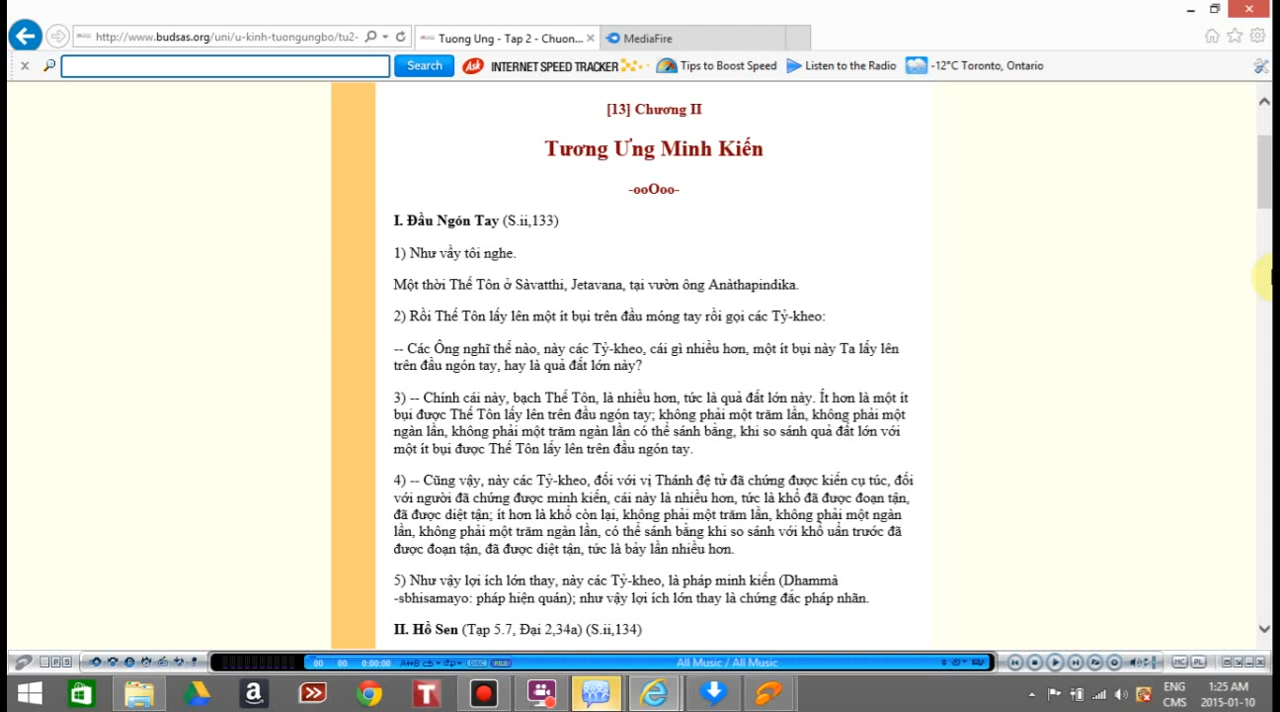 http://www.budsas.org/uni/u-kinh-tuongungbo/tu2-
Tuong Ung - Tap 2 - Chuon...
MediaFire
Search
Ask
INTERNET SPEED TRACKER
Tips to Boost Speed
Listen to the Radio
-12°C Toronto, Ontario
[13] Chương II
Tương Ưng Minh Kiến
-ooOoo-
I. Đầu Ngón Tay (S.ii,133)
1) Như vầy tôi nghe.
Một thời Thế Tôn ở Sàvatthi, Jetavana, tại vườn ông Anàthapindika.
2) Rồi Thế Tôn lấy lên một ít bụi trên đầu móng tay rồi gọi các Tỷ-kheo:
-- Các Ông nghĩ thế nào, này các Tỷ-kheo, cái gì nhiều hơn, một ít bụi này Ta lấy lên
trên đầu ngón tay, hay là quả đất lớn này?
3) -- Chính cái này, bạch Thế Tôn, là nhiều hơn, tức là quả đất lớn này. Ít hơn là một ít
bụi được Thế Tôn lấy lên trên đầu ngón tay; không phải một trăm lần, không phải một
ngàn lần, không phải một trăm ngàn lần có thể sánh bằng, khi so sánh quả đất lớn với
một ít bụi được Thế Tôn lấy lên trên đầu ngón tay.
4) -- Cũng vậy, này các Tỷ-kheo, đối với vị Thánh đệ tử đã chứng được kiến cụ túc, đối
với người đã chứng được minh kiến, cái này là nhiều hơn, tức là khổ đã được đoạn tận,
đã được diệt tận; ít hơn là khổ còn lại, không phải một trăm lần, không phải một ngàn
lần, không phải một trăm ngàn lần, có thể sánh bằng khi so sánh với khổ uẩn trước đã
được đoạn tận, đã được diệt tận, tức là bảy lần nhiều hơn.
5) Như vậy lợi ích lớn thay, này các Tỷ-kheo, là pháp minh kiến (Dhammà
-sbhisamayo: pháp hiện quán); như vậy lợi ích lớn thay là chứng đắc pháp nhãn.
II. Hồ Sen (Tạp 5.7, Đại 2,34a) (S.ii,134)
00 00 0:00:00
All Music / All Music
ENG
CMS
1:25 AM
2015-01-10